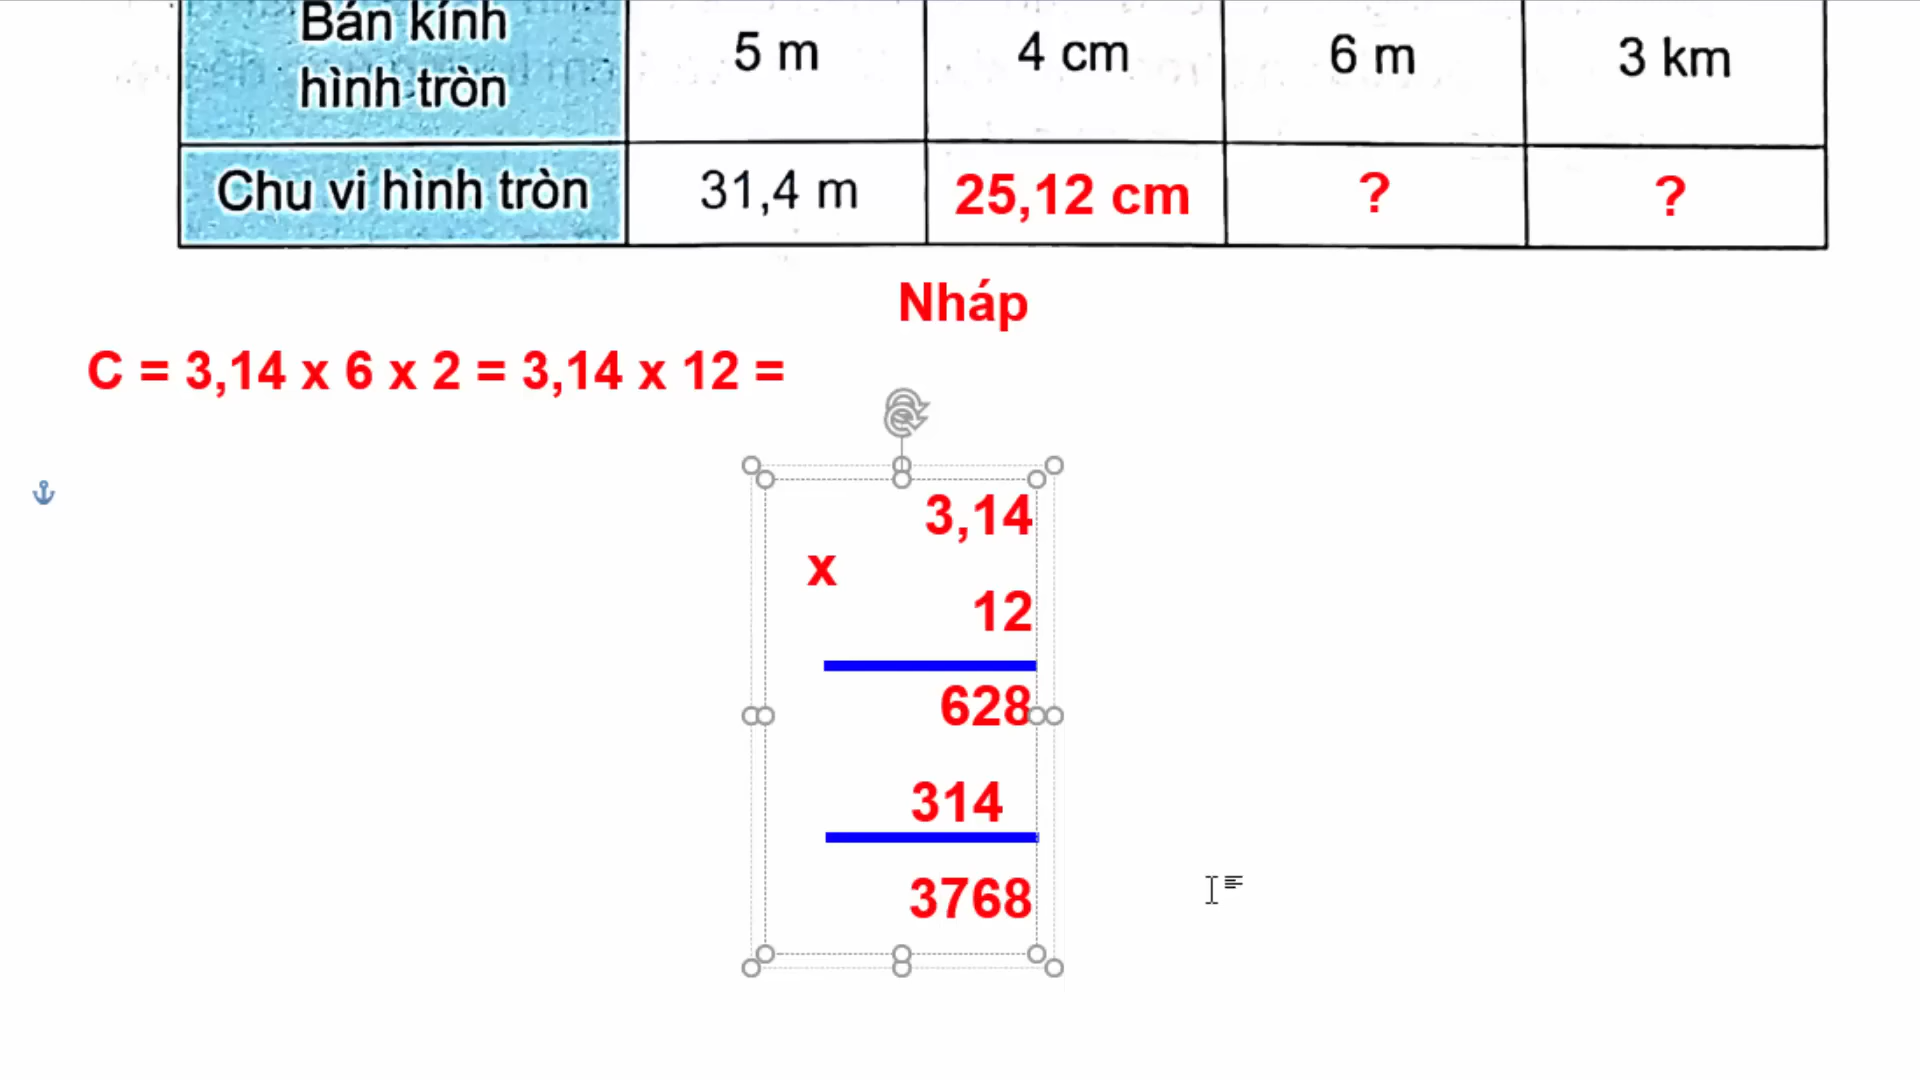 Bán kính
hình tròn
5 m
4 cm
6 m
3 km
Chu vi hình tròn
31,4 m
25,12 cm
?
?
Nháp
C = 3,14 x 6 x 2 = 3,14 x 12 =
3,14
x
12
628
314
3768